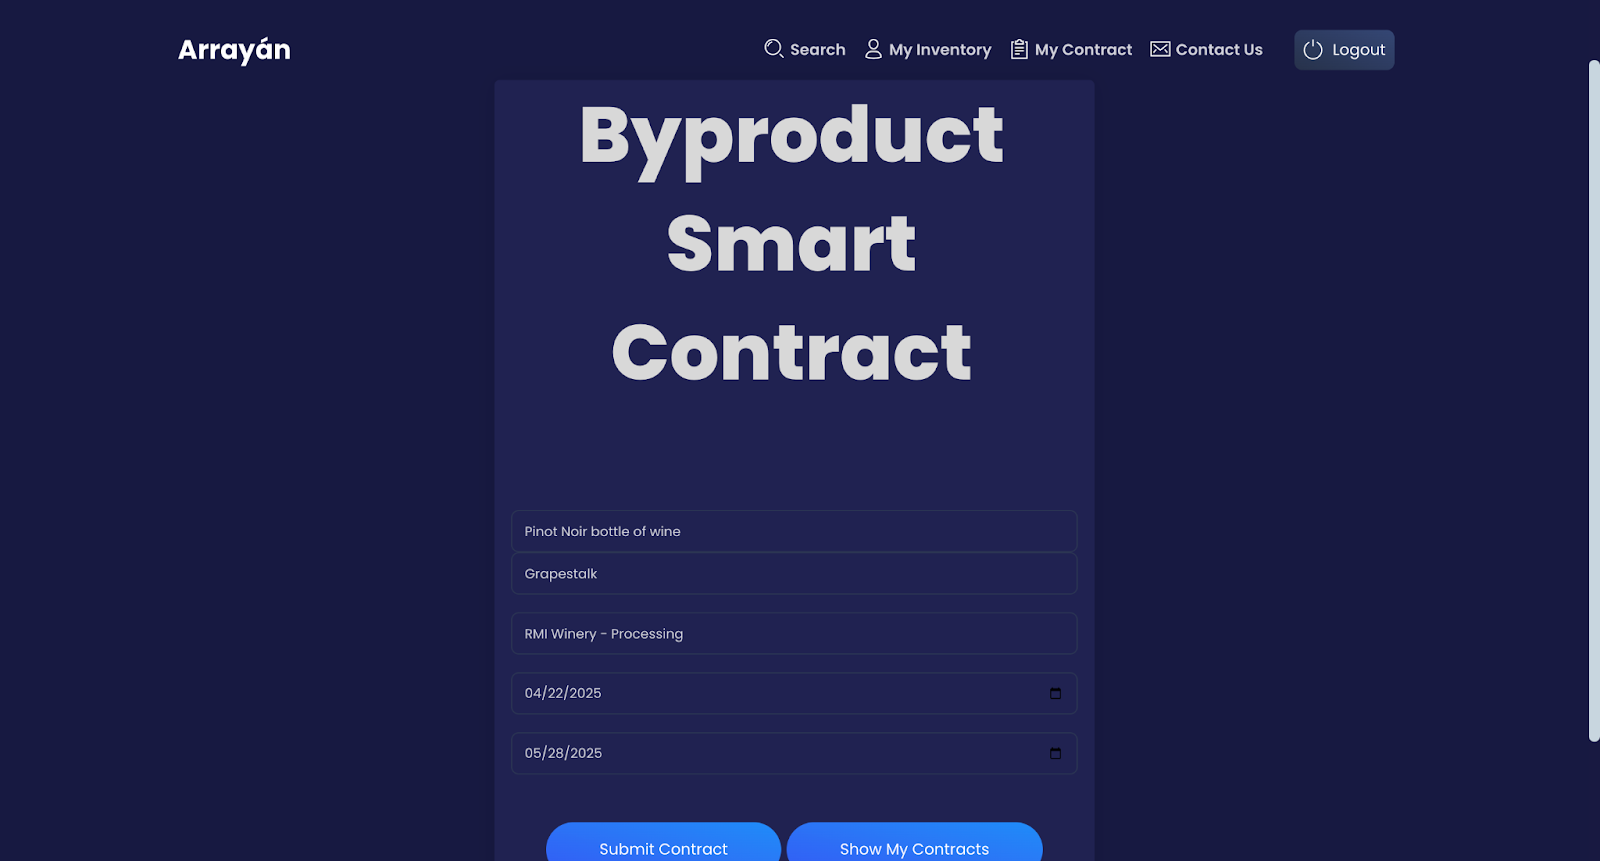 Arrayán
Search
My Inventory
My Contract
Contact Us
Logout
Byproduct
Smart
Contract
Pinot Noir bottle of wine
Grapestalk
RMI Winery - Processing
04/22/2025
05/28/2025
Submit Contract
Show My Contracts